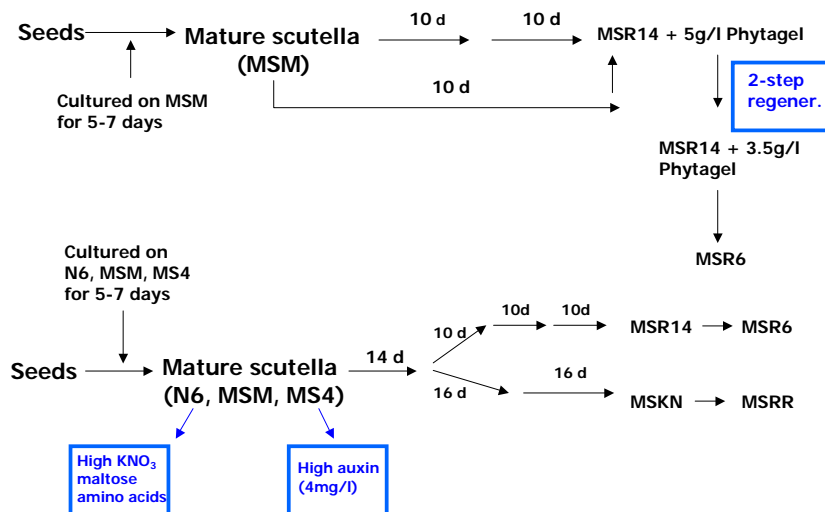 10 d
10 d
Seeds
Mature scutella
(MSM)
MSR14 + 5g/l Phytagel
Cultured on MSM
for 5-7 days
10 d
2-step
regener.
MSR14 + 3.5g/l
Phytagel
MSR6
Cultured on
N6, MSM, MS4
for 5-7 days
10d
10d
10 d
MSR14
MSR6
Seeds
Mature scutella
(N6, MSM, MS4)
14 d
16 d
16 d
MSKN
MSRR
High KNO₃
maltose
amino acids
High auxin
(4mg/l)